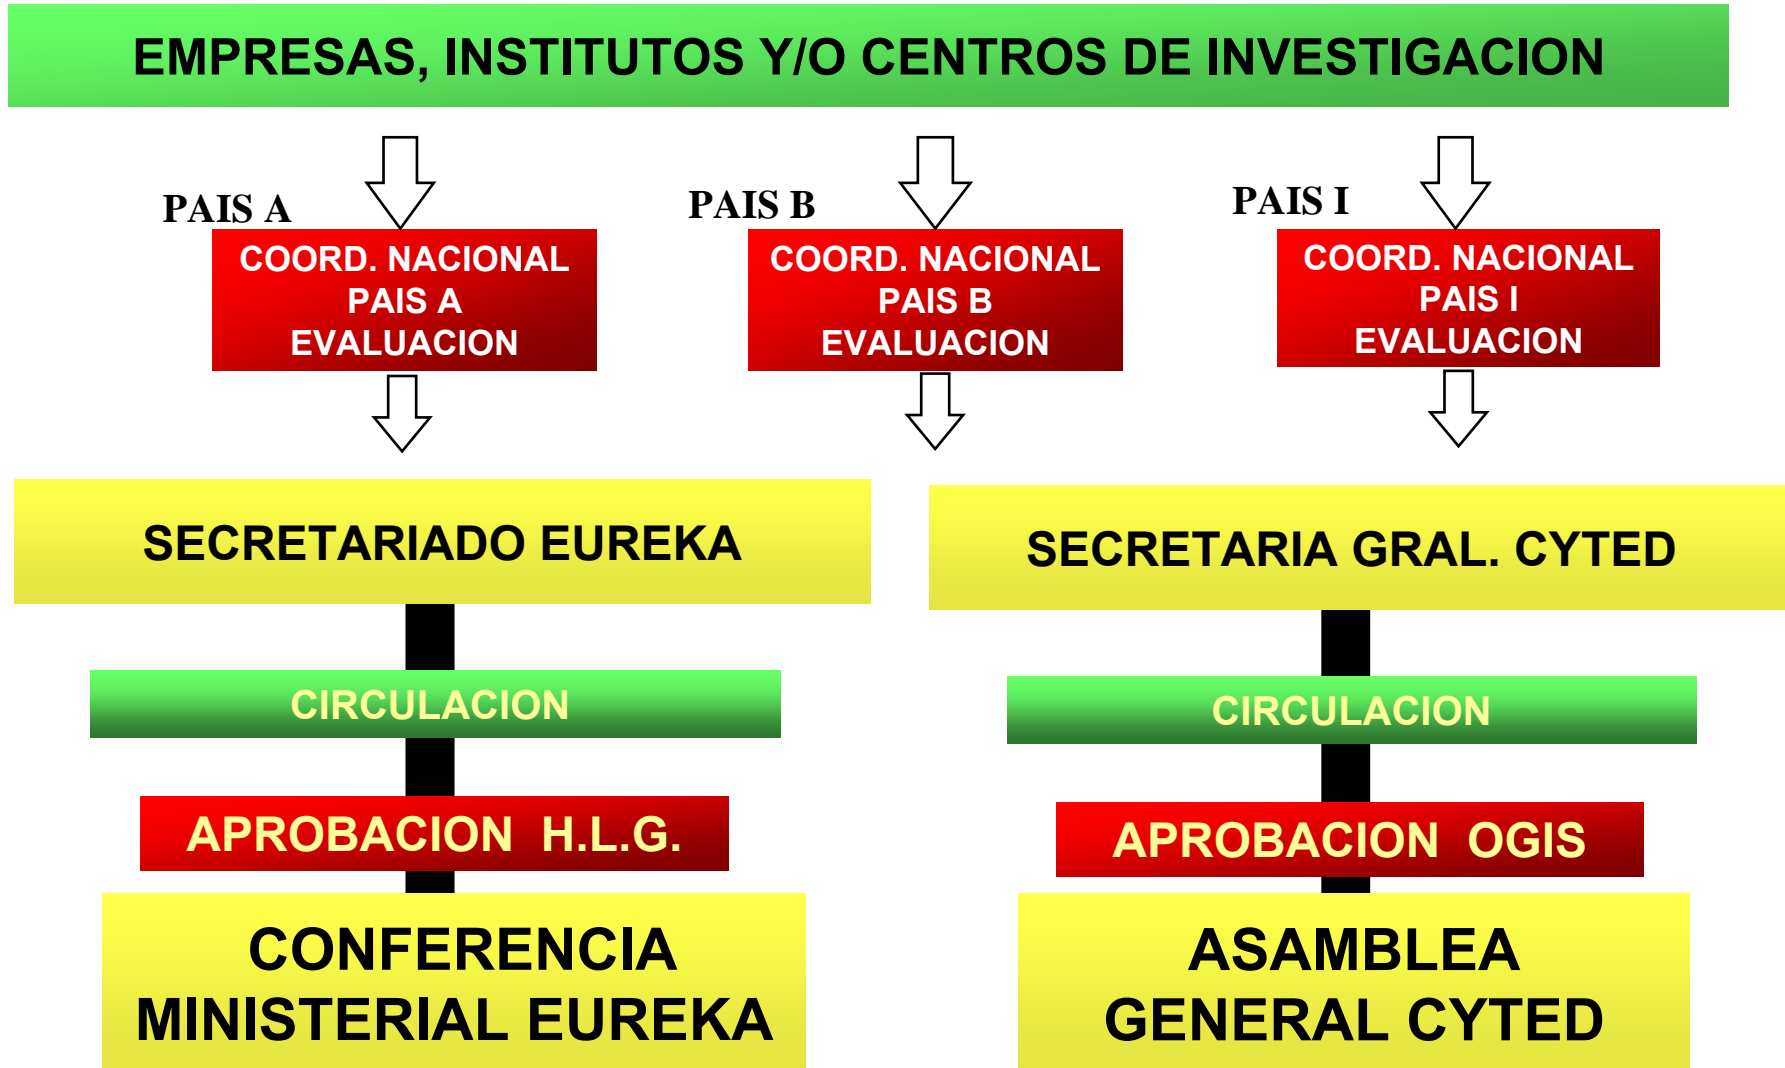 EMPRESAS, INSTITUTOS Y/O CENTROS DE INVESTIGACION
PAIS A
PAIS B
PAIS I
COORD. NACIONAL
PAIS A
EVALUACION
COORD. NACIONAL
PAIS B
EVALUACION
COORD. NACIONAL
PAIS I
EVALUACION
SECRETARIADO EUREKA
SECRETARIA GRAL. CYTED
CIRCULACION
CIRCULACION
APROBACION H.L.G.
APROBACION OGIS
CONFERENCIA
MINISTERIAL EUREKA
ASAMBLEA
GENERAL CYTED